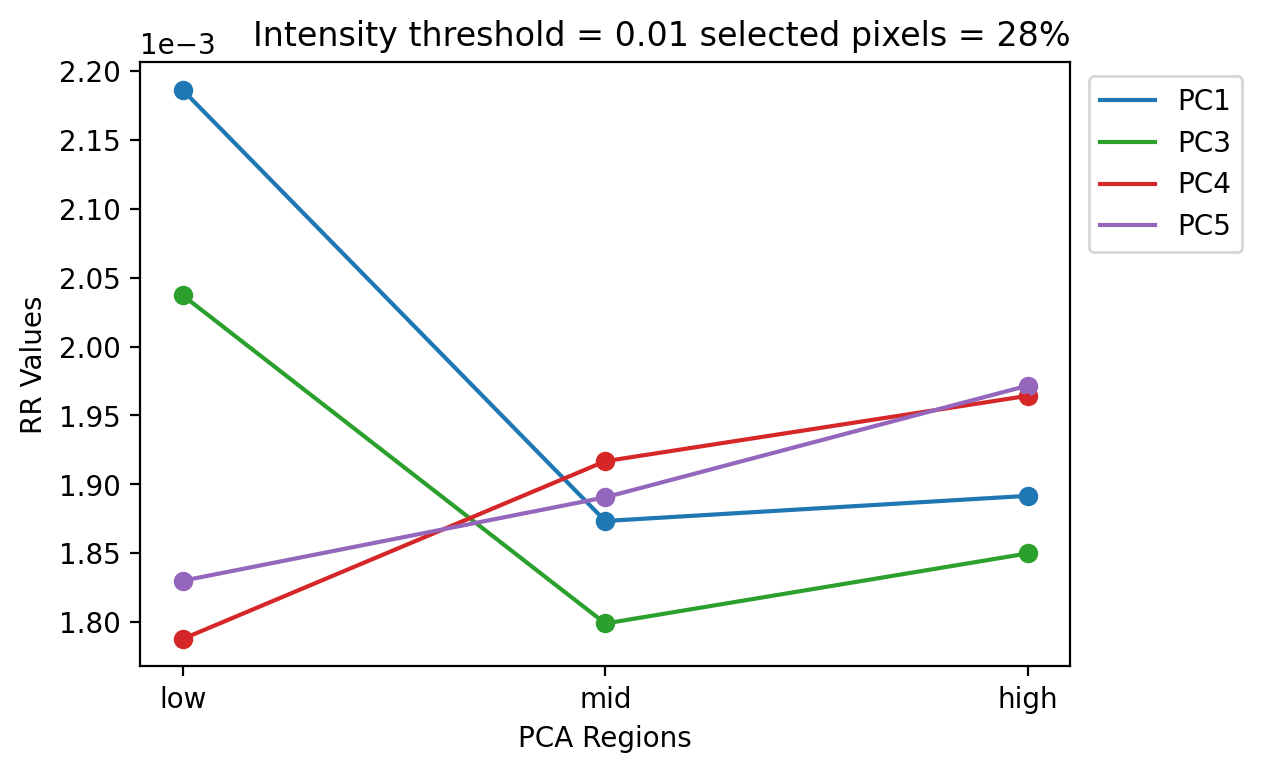 1e−3
Intensity threshold = 0.01 selected pixels = 28%
2.20
2.15
2.10
2.05
2.00
1.95
1.90
1.85
1.80
RR Values
low
mid
high
PCA Regions
PC1
PC3
PC4
PC5